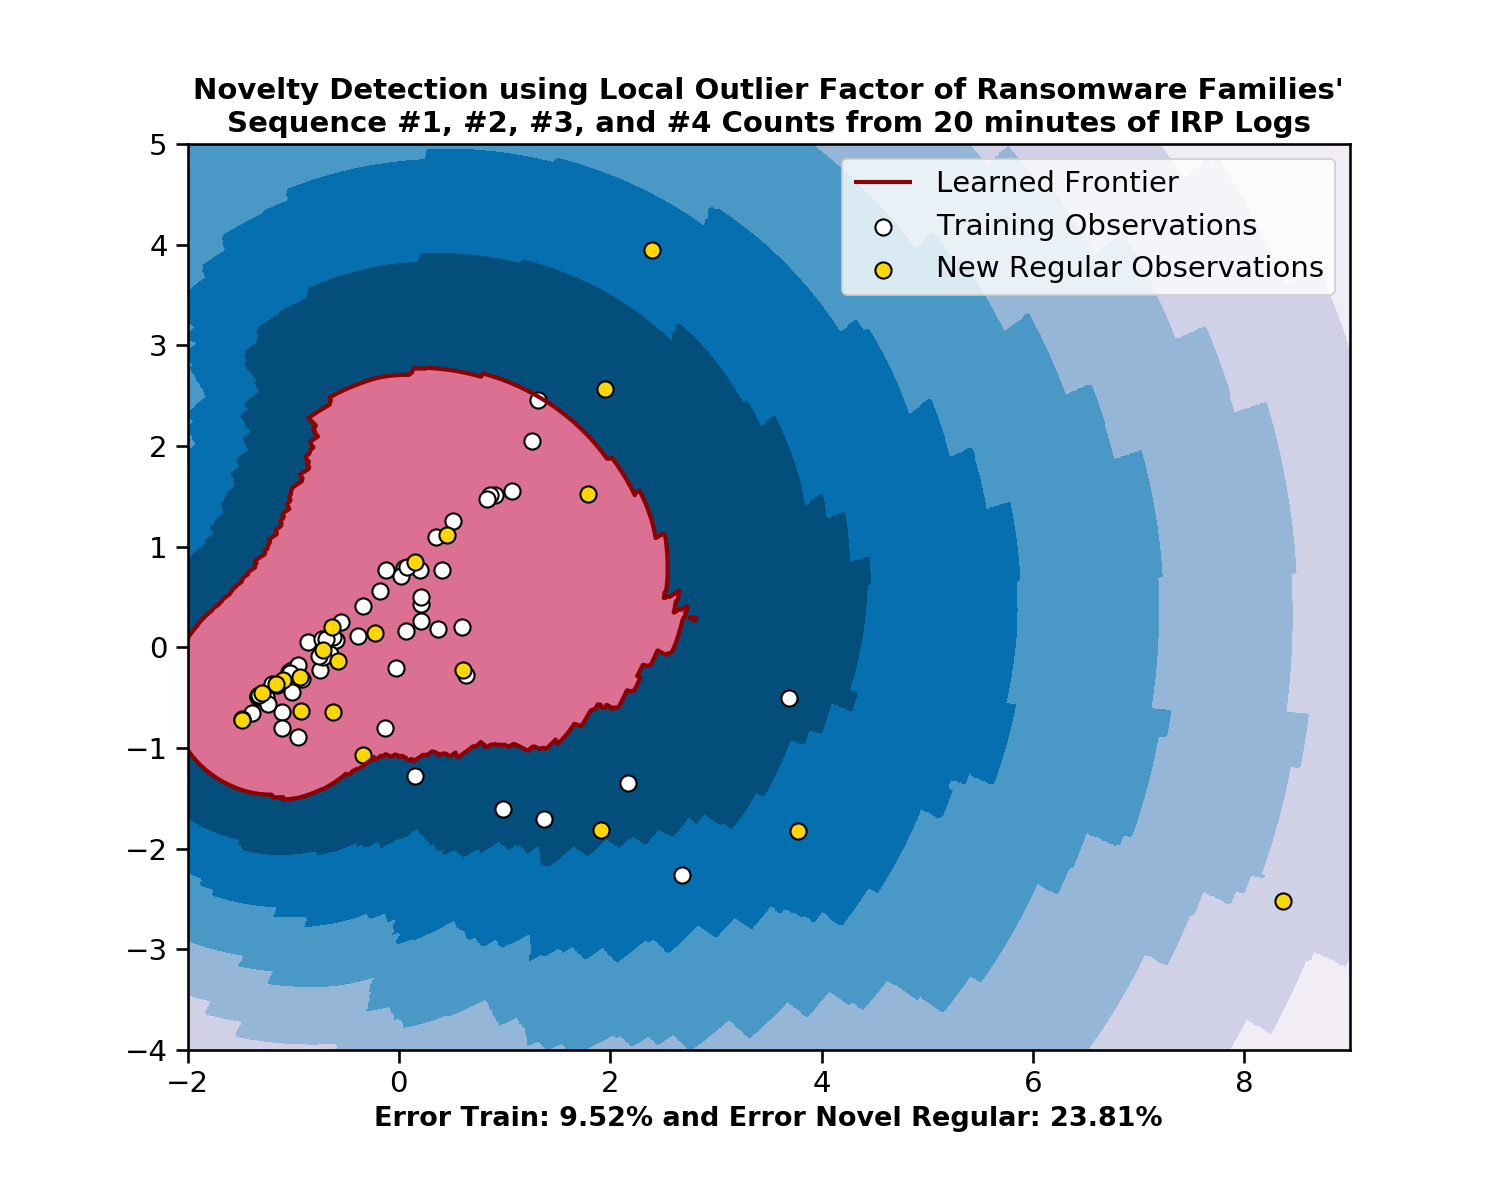 Novelty Detection using Local Outlier Factor of Ransomware Families'
Sequence #1, #2, #3, and #4 Counts from 20 minutes of IRP Logs
Learned Frontier
Training Observations
New Regular Observations
5
4
3
2
1
0
−1
−2
−3
−4
−2 0 2 4 6 8
Error Train: 9.52% and Error Novel Regular: 23.81%